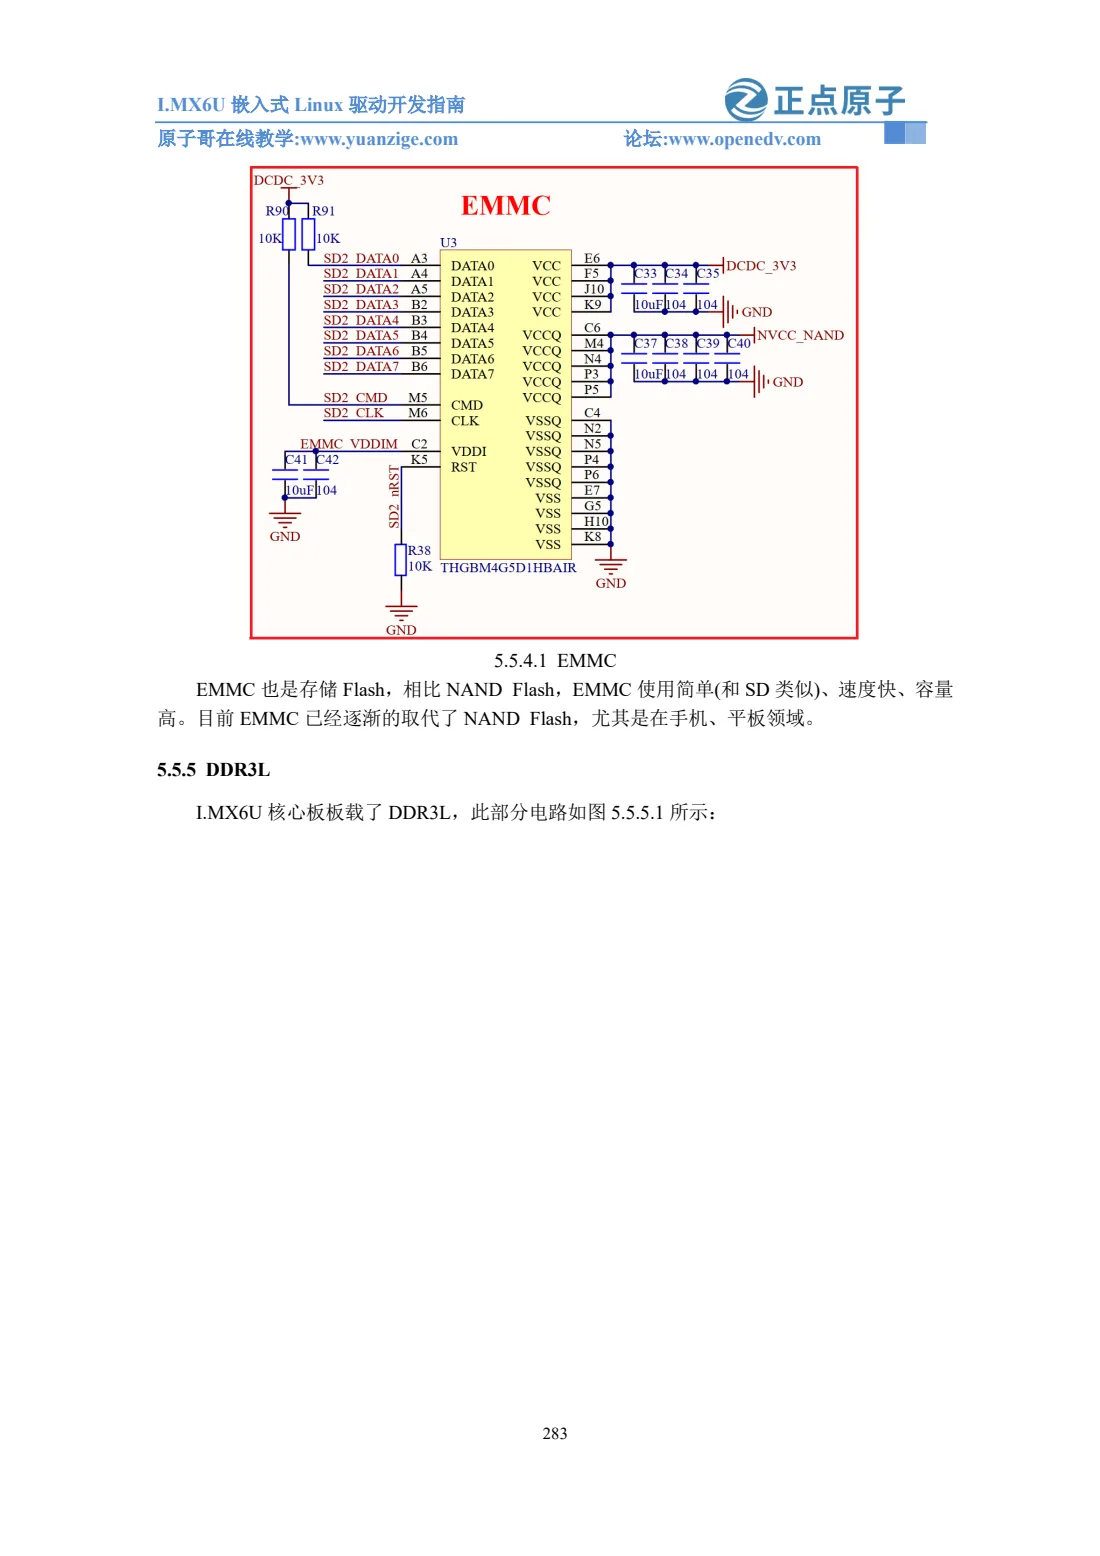 I.MX6U 嵌入式 Linux 驱动开发指南
正点原子
原子哥在线教学:www.yuanzige.com 论坛:www.openedv.com
DCDC_3V3
EMMC
R90 R91
10K 10K
U3
SD2_DATA0 A3 DATA0 VCC E6 DCDC_3V3
SD2_DATA1 A4 DATA1 VCC F5 C33 C34 C35
SD2_DATA2 A5 DATA2 VCC J10
SD2_DATA3 B2 DATA3 VCC K9 10uF 104 104 GND
SD2_DATA4 B3 DATA4 VCCQ C6 NVCC_NAND
SD2_DATA5 B4 DATA5 VCCQ M4 C37 C38 C39 C40
SD2_DATA6 B5 DATA6 VCCQ N4
SD2_DATA7 B6 DATA7 VCCQ P3 10uF 104 104 104 GND
VCCQ P5
SD2_CMD M5 CMD
SD2_CLK M6 CLK VSSQ C4
VSSQ N2
EMMC_VDDIM C2 VDDI VSSQ N5
C41 C42 K5 RST VSSQ P4
VSSQ P6
10uF 104 VSS E7
SD2_nRST
VSS G5
VSS H10
GND VSS K8
R38
10K THGBM4G5D1HBAIR
GND
GND
5.5.4.1 EMMC
EMMC 也是存储 Flash，相比 NAND Flash，EMMC 使用简单(和 SD 类似)、速度快、容量
高。目前 EMMC 已经逐渐的取代了 NAND Flash，尤其是在手机、平板领域。
5.5.5 DDR3L
I.MX6U 核心板板载了 DDR3L，此部分电路如图 5.5.5.1 所示：
283